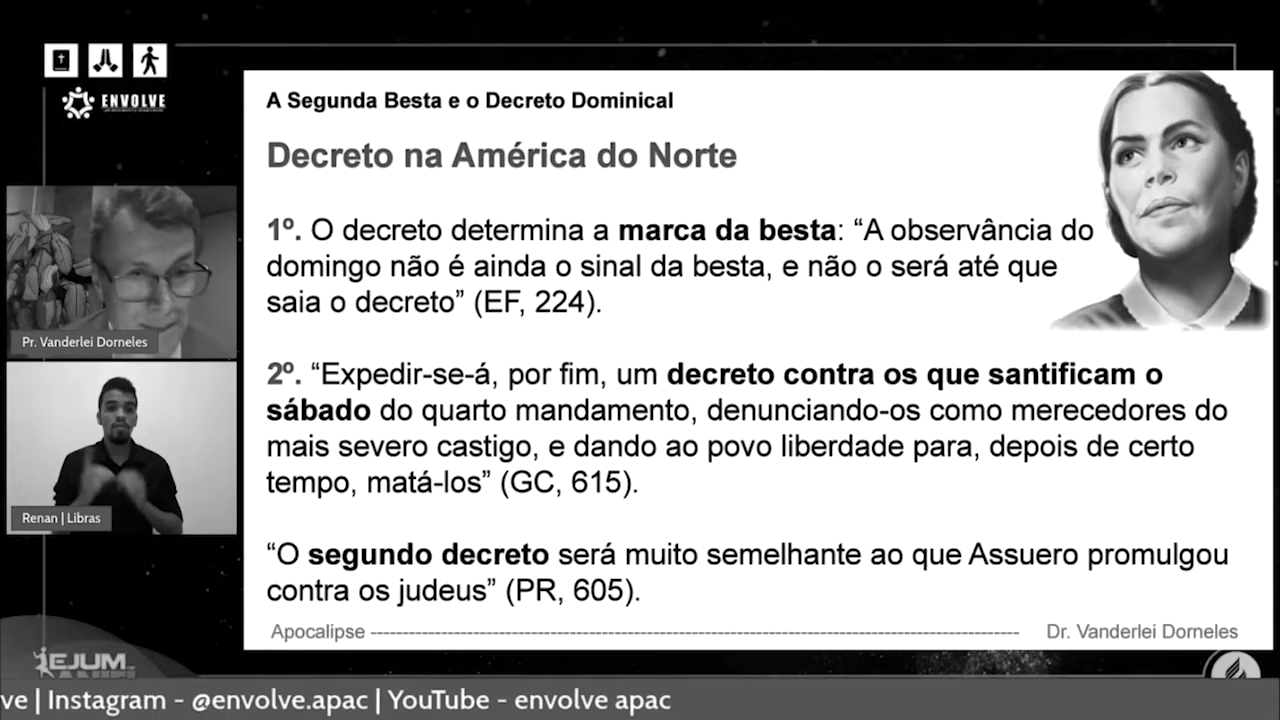 ENVOLVE
A Segunda Besta e o Decreto Dominical
Decreto na América do Norte
1º. O decreto determina a marca da besta: “A observância do
domingo não é ainda o sinal da besta, e não o será até que
saia o decreto” (EF, 224).
2º. “Expedir-se-á, por fim, um decreto contra os que santificam o
sábado do quarto mandamento, denunciando-os como merecedores do
mais severo castigo, e dando ao povo liberdade para, depois de certo
tempo, matá-los” (GC, 615).
“O segundo decreto será muito semelhante ao que Assuero promulgou
contra os judeus” (PR, 605).
Apocalipse ---------------------------------------------------------------------------------- Dr. Vanderlei Dorneles
Pr. Vanderlei Dorneles
Renan | Libras
JEJUM
ve | Instagram - @envolve.apac | YouTube - envolve apac